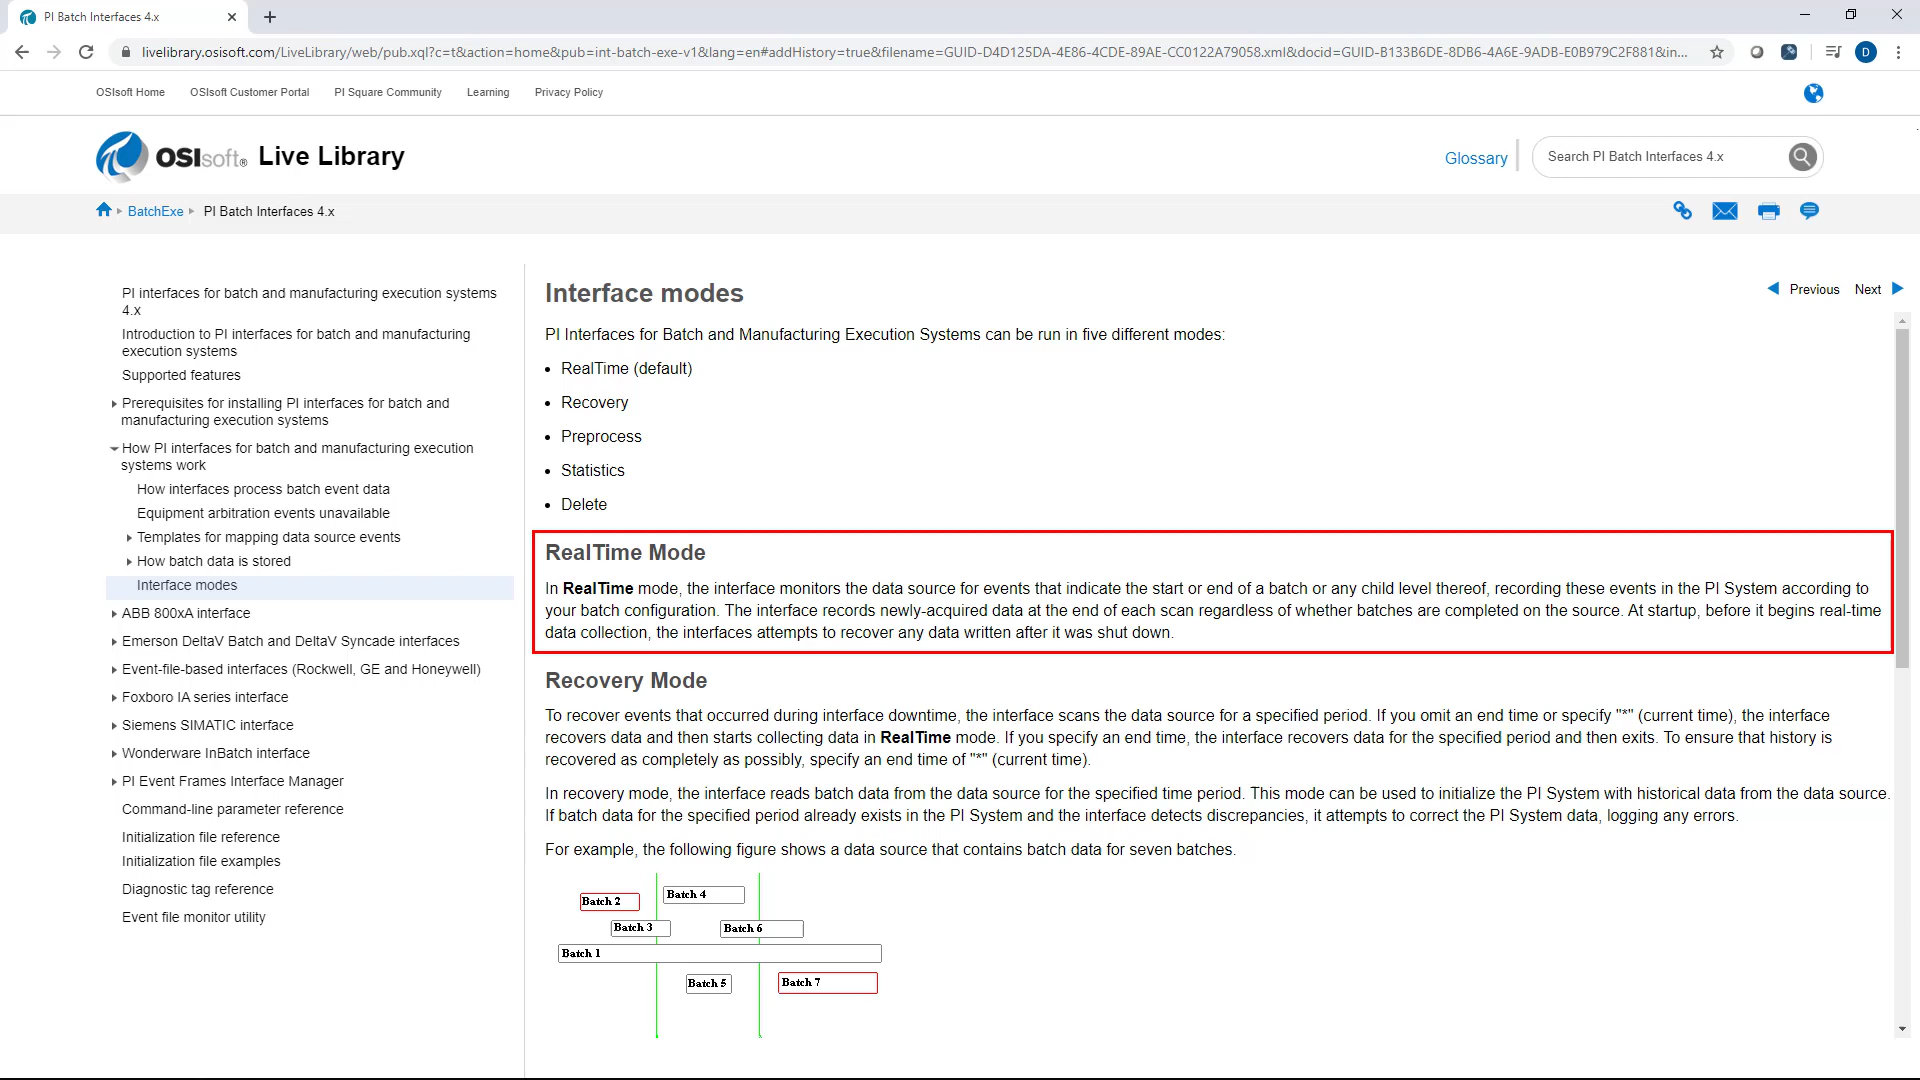 PI Batch Interfaces 4.x
livelibrary.osisoft.com/LiveLibrary/web/pub.xql?c=t&action=home&pub=int-batch-exe-v1&lang=en#addHistory=true&filename=GUID-D4D125DA-4E86-4CDE-89AE-CC0122A79058.xml&docid=GUID-B133B6DE-8DB6-4A6E-9ADB-E0B979C2F881&in...
D
OSIsoft Home
OSIsoft Customer Portal
PI Square Community
Learning
Privacy Policy
OSIsoft® Live Library
Glossary
Search PI Batch Interfaces 4.x
BatchExe
PI Batch Interfaces 4.x
PI interfaces for batch and manufacturing execution systems
4.x
Introduction to PI interfaces for batch and manufacturing
execution systems
Supported features
Prerequisites for installing PI interfaces for batch and
manufacturing execution systems
How PI interfaces for batch and manufacturing execution
systems work
How interfaces process batch event data
Equipment arbitration events unavailable
Templates for mapping data source events
How batch data is stored
Interface modes
ABB 800xA interface
Emerson DeltaV Batch and DeltaV Syncade interfaces
Event-file-based interfaces (Rockwell, GE and Honeywell)
Foxboro IA series interface
Siemens SIMATIC interface
Wonderware InBatch interface
PI Event Frames Interface Manager
Command-line parameter reference
Initialization file reference
Initialization file examples
Diagnostic tag reference
Event file monitor utility
Interface modes
Previous
Next
PI Interfaces for Batch and Manufacturing Execution Systems can be run in five different modes:
• RealTime (default)
• Recovery
• Preprocess
• Statistics
• Delete
RealTime Mode
In RealTime mode, the interface monitors the data source for events that indicate the start or end of a batch or any child level thereof, recording these events in the PI System according to
your batch configuration. The interface records newly-acquired data at the end of each scan regardless of whether batches are completed on the source. At startup, before it begins real-time
data collection, the interfaces attempts to recover any data written after it was shut down.
Recovery Mode
To recover events that occurred during interface downtime, the interface scans the data source for a specified period. If you omit an end time or specify "*" (current time), the interface
recovers data and then starts collecting data in RealTime mode. If you specify an end time, the interface recovers data for the specified period and then exits. To ensure that history is
recovered as completely as possibly, specify an end time of "*" (current time).
In recovery mode, the interface reads batch data from the data source for the specified time period. This mode can be used to initialize the PI System with historical data from the data source.
If batch data for the specified period already exists in the PI System and the interface detects discrepancies, it attempts to correct the PI System data, logging any errors.
For example, the following figure shows a data source that contains batch data for seven batches.
Batch 4
Batch 2
Batch 3
Batch 6
Batch 1
Batch 5
Batch 7